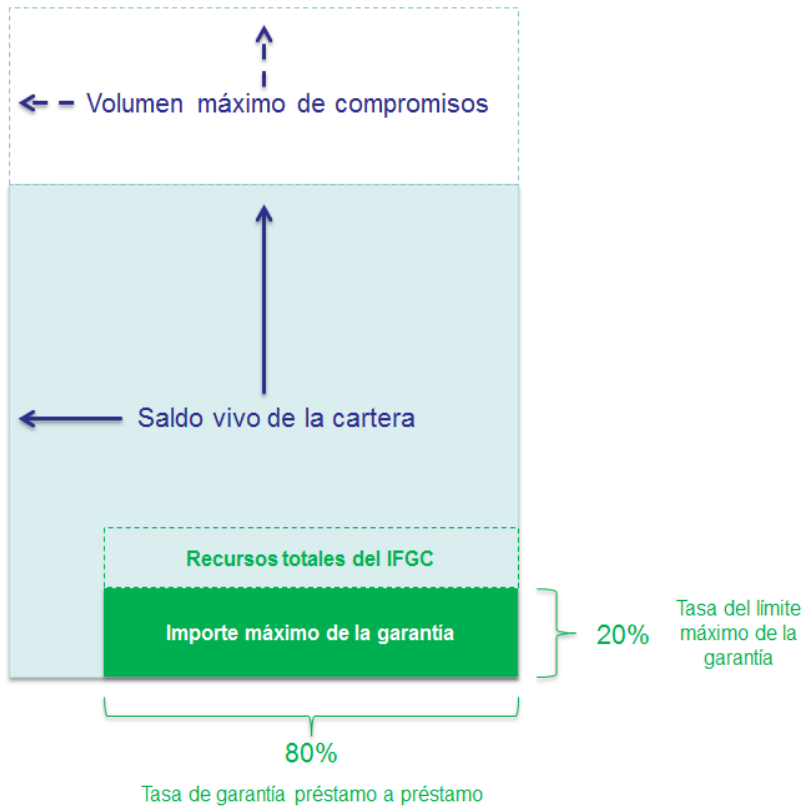 Volumen máximo de compromisos
Saldo vivo de la cartera
Recursos totales del IFGC
Importe máximo de la garantía
20%
Tasa del límite
máximo de la
garantía
80%
Tasa de garantía préstamo a préstamo